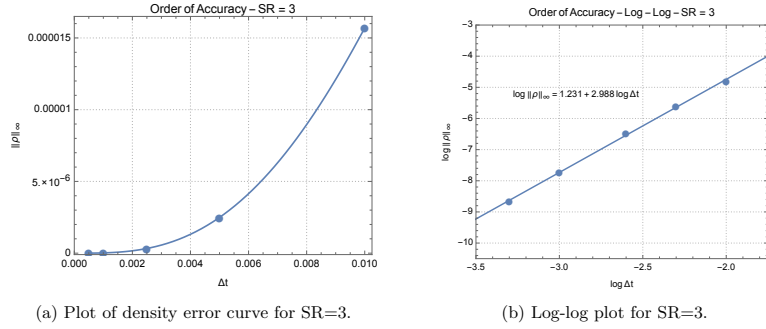 Order of Accuracy – SR = 3
0.000015
0.00001
5. × 10⁻⁶
0
‖ρ‖∞
0.000 0.002 0.004 0.006 0.008 0.010
Δt
(a) Plot of density error curve for SR=3.
Order of Accuracy – Log – Log – SR = 3
-3
-4
-5
-6
-7
-8
-9
-10
log ‖ρ‖∞
log ‖ρ‖∞ = 1.231 + 2.988 log Δt
-3.5 -3.0 -2.5 -2.0
log Δt
(b) Log-log plot for SR=3.